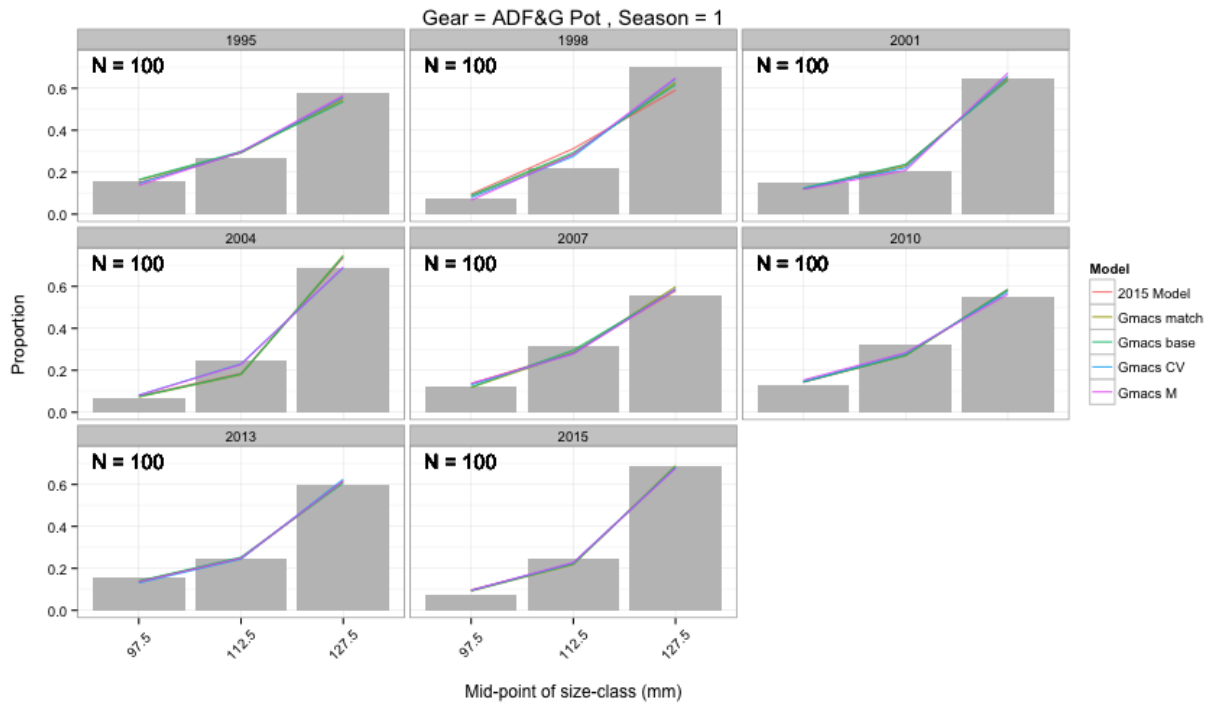 Gear = ADF&G Pot , Season = 1
1995
1998
2001
N = 100
N = 100
N = 100
0.6
0.4
0.2
0.0
2004
2007
2010
N = 100
N = 100
N = 100
0.6
0.4
0.2
0.0
2013
2015
N = 100
N = 100
0.6
0.4
0.2
0.0
97.5
112.5
127.5
97.5
112.5
127.5
Proportion
Mid-point of size-class (mm)
Model
2015 Model
Gmacs match
Gmacs base
Gmacs CV
Gmacs M